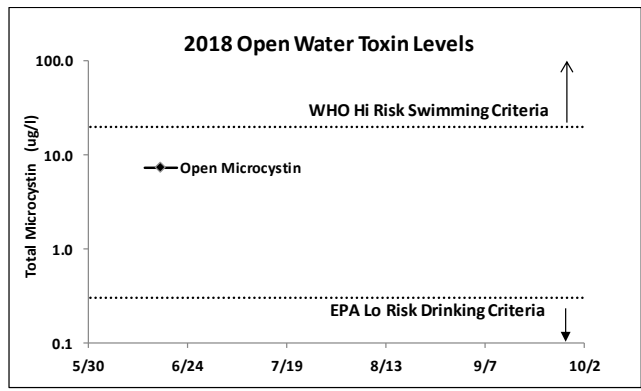 2018 Open Water Toxin Levels
100.0
WHO Hi Risk Swimming Criteria
10.0
Open Microcystin
Total Microcystin (ug/l)
1.0
EPA Lo Risk Drinking Criteria
0.1
5/30 6/24 7/19 8/13 9/7 10/2